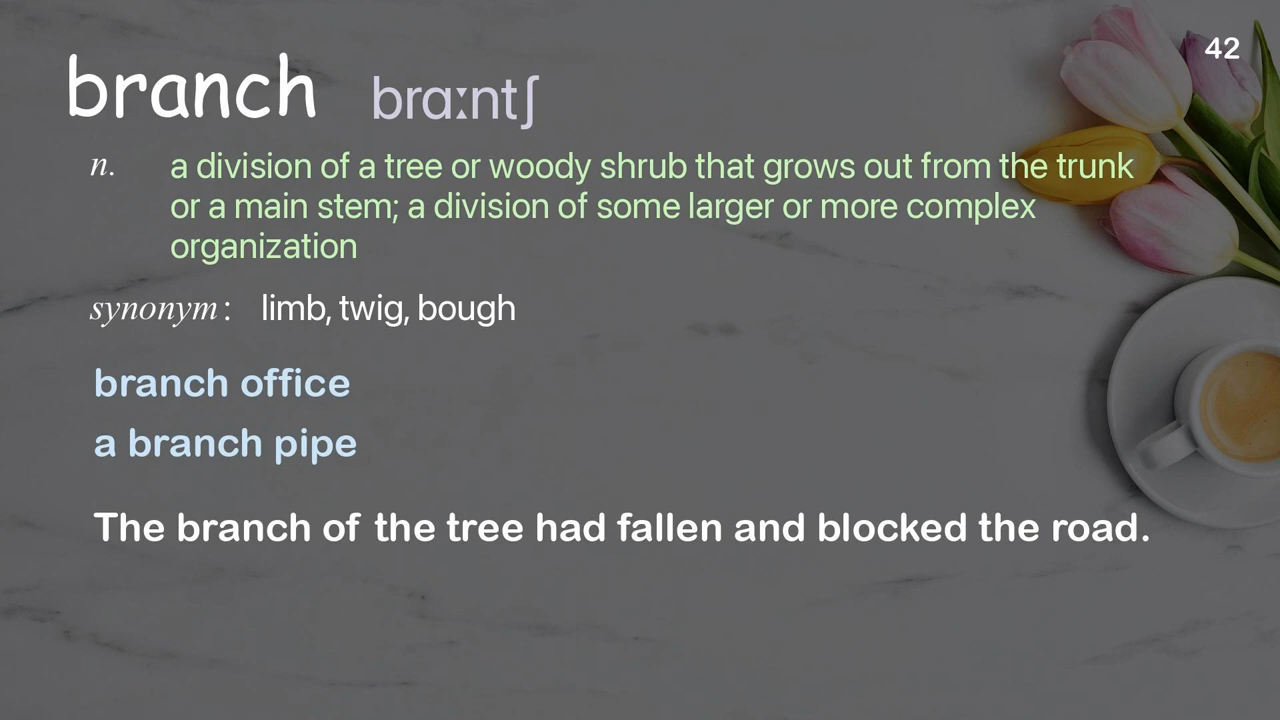 42
branch brɑːntʃ
n. a division of a tree or woody shrub that grows out from the trunk
or a main stem; a division of some larger or more complex
organization
synonym: limb, twig, bough
branch office
a branch pipe
The branch of the tree had fallen and blocked the road.